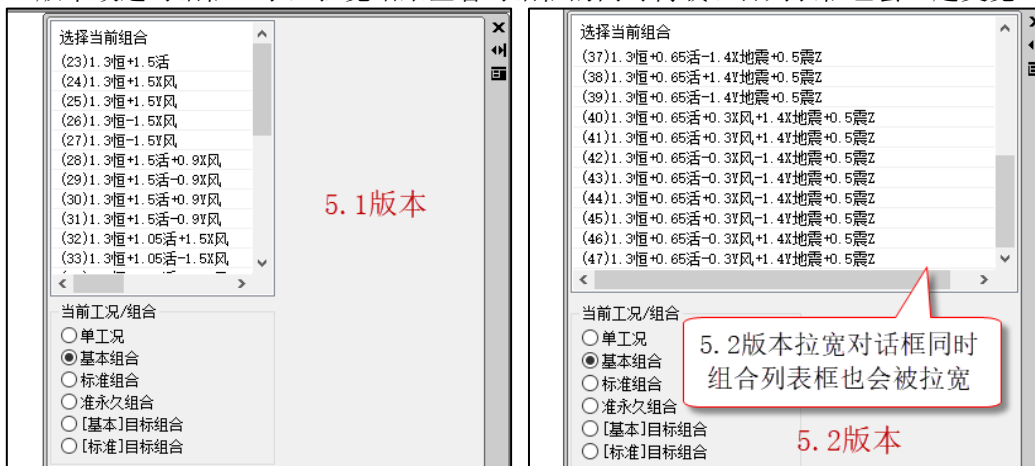 选择当前组合
(23)1.3恒+1.5活
(24)1.3恒+1.5X风
(25)1.3恒+1.5Y风
(26)1.3恒-1.5X风
(27)1.3恒-1.5Y风
(28)1.3恒+1.5活+0.9X风
(29)1.3恒+1.5活-0.9X风
(30)1.3恒+1.5活+0.9Y风
(31)1.3恒+1.5活-0.9Y风
(32)1.3恒+1.05活+1.5X风
(33)1.3恒+1.05活-1.5X风
当前工况/组合
单工况
基本组合
标准组合
准永久组合
[基本]目标组合
[标准]目标组合
5.1版本
选择当前组合
(37)1.3恒+0.65活-1.4X地震+0.5震Z
(38)1.3恒+0.65活+1.4Y地震+0.5震Z
(39)1.3恒+0.65活-1.4Y地震+0.5震Z
(40)1.3恒+0.65活+0.3X风+1.4X地震+0.5震Z
(41)1.3恒+0.65活+0.3Y风+1.4Y地震+0.5震Z
(42)1.3恒+0.65活-0.3X风-1.4X地震+0.5震Z
(43)1.3恒+0.65活-0.3Y风-1.4Y地震+0.5震Z
(44)1.3恒+0.65活+0.3X风-1.4X地震+0.5震Z
(45)1.3恒+0.65活+0.3Y风-1.4Y地震+0.5震Z
(46)1.3恒+0.65活-0.3X风+1.4X地震+0.5震Z
(47)1.3恒+0.65活-0.3Y风+1.4Y地震+0.5震Z
当前工况/组合
单工况
基本组合
标准组合
准永久组合
[基本]目标组合
[标准]目标组合
5.2版本拉宽对话框同时
组合列表框也会被拉宽
5.2版本